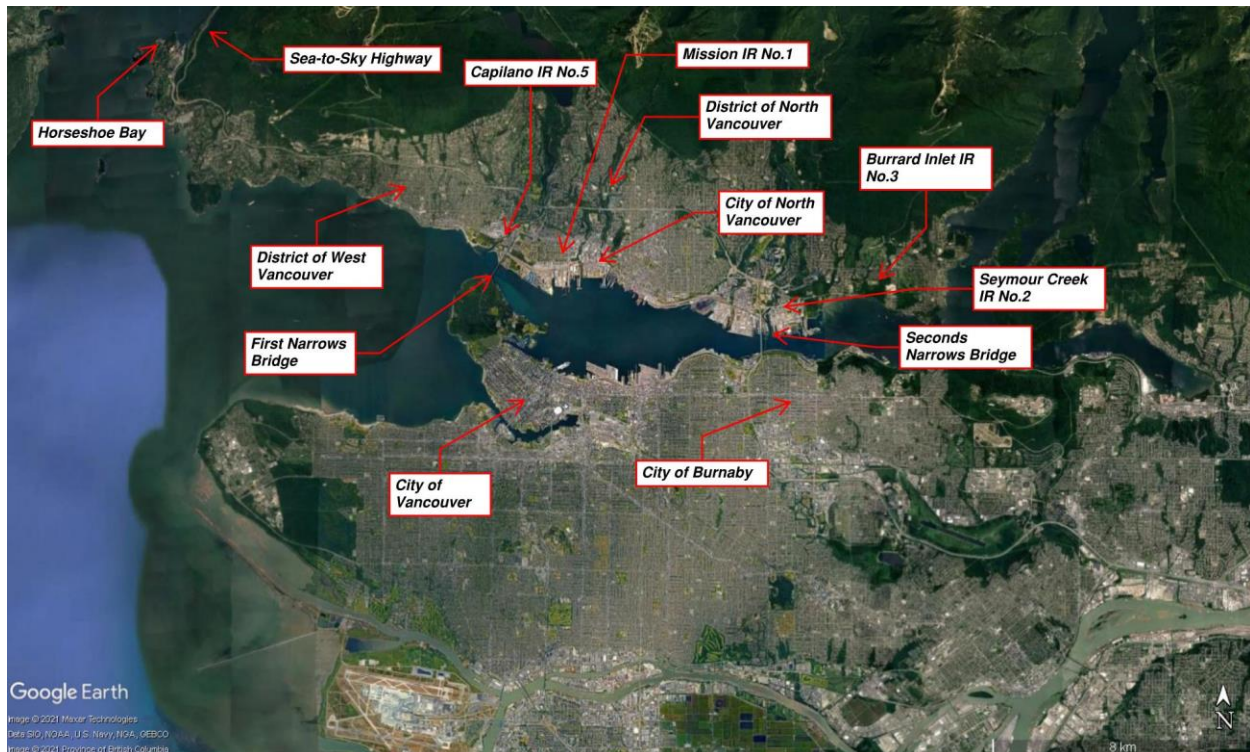 Sea-to-Sky Highway
Horseshoe Bay
Capilano IR No.5
Mission IR No.1
District of North
Vancouver
Burrard Inlet IR
No.3
City of North
Vancouver
District of West
Vancouver
Seymour Creek
IR No.2
First Narrows
Bridge
Seconds
Narrows Bridge
City of
Vancouver
City of Burnaby
Google Earth
Image © 2021 Maxar Technologies
Data SIO, NOAA, U.S. Navy, NGA, GEBCO
Image © 2021 Province of British Columbia
N
8 km